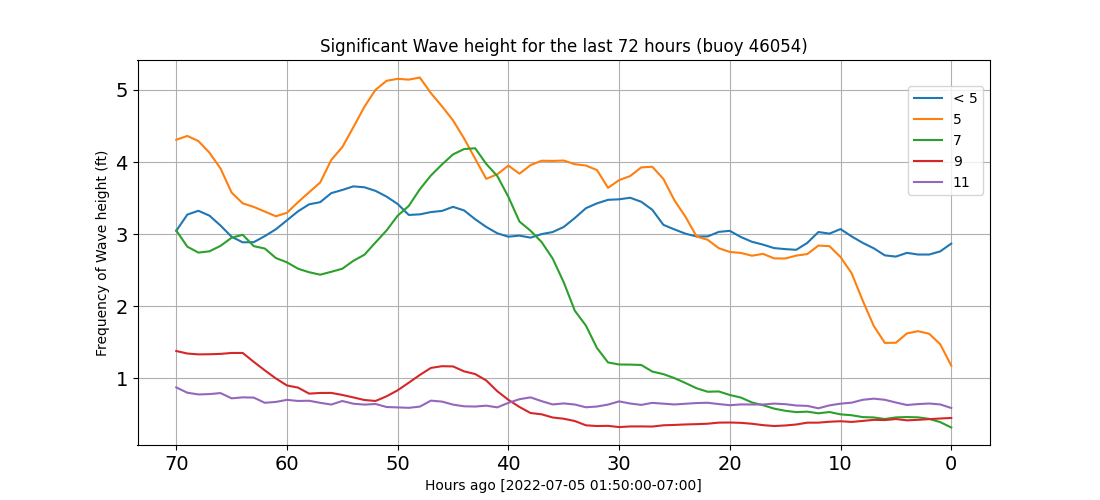 Significant Wave height for the last 72 hours (buoy 46054)
Frequency of Wave height (ft)
5
4
3
2
1
< 5
5
7
9
11
70 60 50 40 30 20 10 0
Hours ago [2022-07-05 01:50:00-07:00]